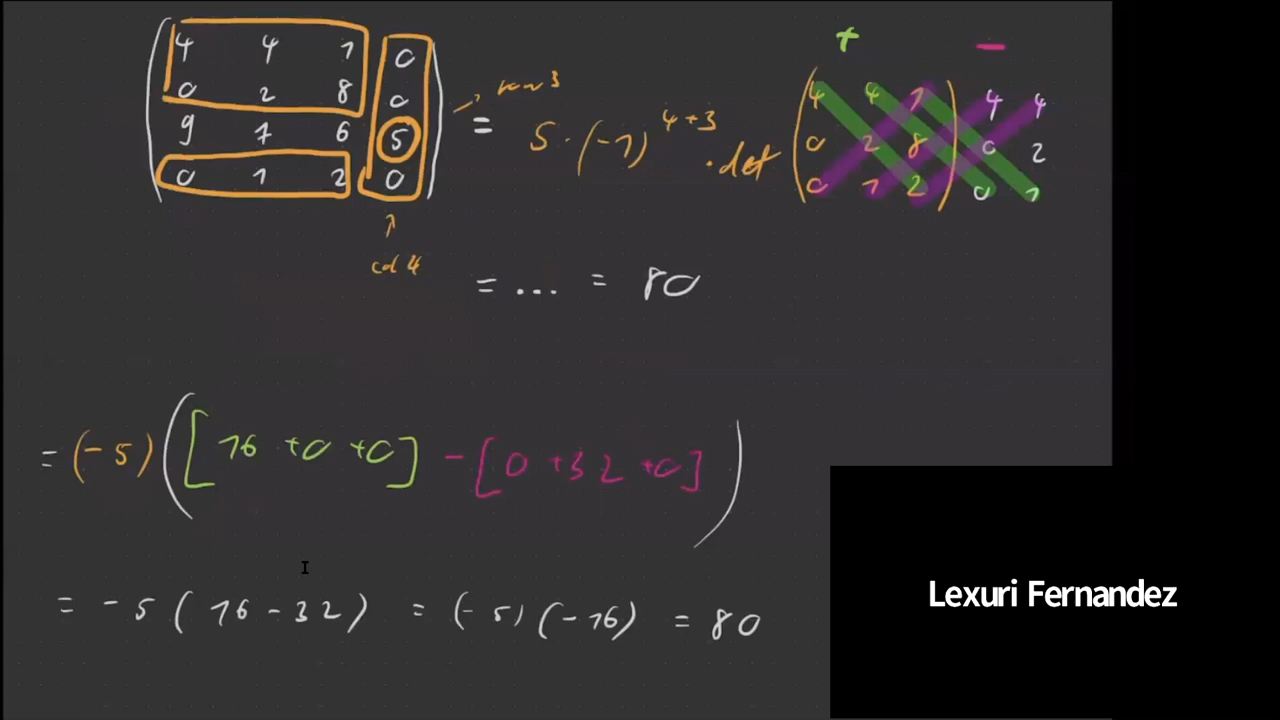 + −
4 4 1 0
0 2 8 0
9 1 6 5
0 1 2 0
row 3
= 5 · (-1)^{4+3} · det
4 4 1 4 4
0 2 8 0 2
0 1 2 0 1
col 4
= ... = 80
= (-5) ( [ 16 + 0 + 0 ] - [ 0 + 32 + 0 ] )
= -5 ( 16 - 32 ) = (-5) (-16) = 80
Lexuri Fernandez